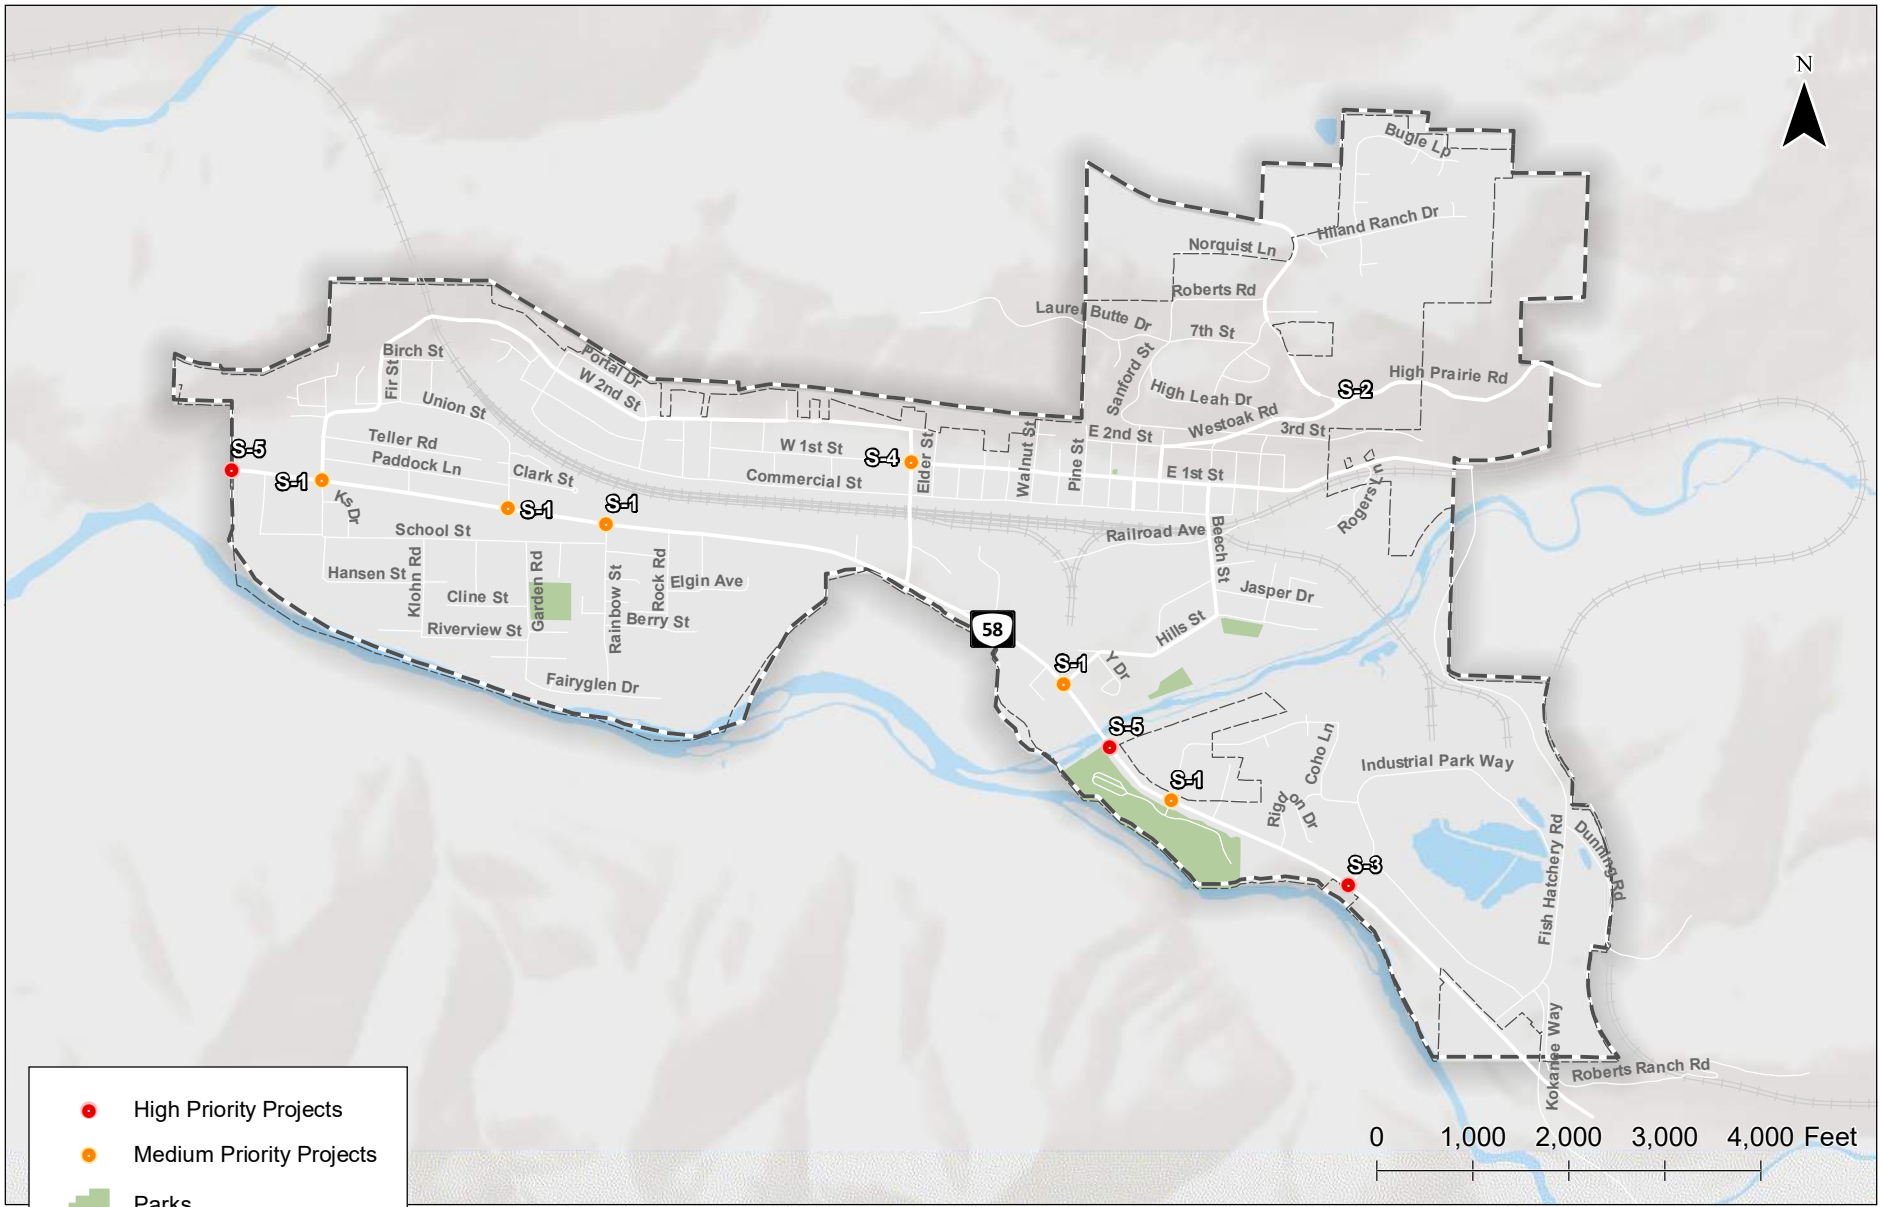 N
Bugle Lp
Hiland Ranch Dr
Norquist Ln
Roberts Rd
Laurel Butte Dr
7th St
Sanford St
High Leah Dr
High Prairie Rd
S-2
Westoak Rd
3rd St
E 2nd St
E 1st St
Birch St
Fir St
Portal Dr
W 2nd St
Union St
Teller Rd
Paddock Ln
Clark St
W 1st St
Commercial St
S-4
Elder St
Walnut St
Pine St
Rogers Ln
S-5
S-1
Ks Dr
S-1
S-1
School St
Railroad Ave
Beech St
Hansen St
Klohn Rd
Cline St
Garden Rd
Rainbow St
Rock Rd
Elgin Ave
Berry St
Riverview St
Fairyglen Dr
Jasper Dr
Hills St
58
S-1
Y Dr
S-5
S-1
Coho Ln
Industrial Park Way
Rigdon Dr
S-3
Fish Hatchery Rd
Dunning Rd
Kokanee Way
Roberts Ranch Rd
High Priority Projects
Medium Priority Projects
Parks
0 1,000 2,000 3,000 4,000 Feet